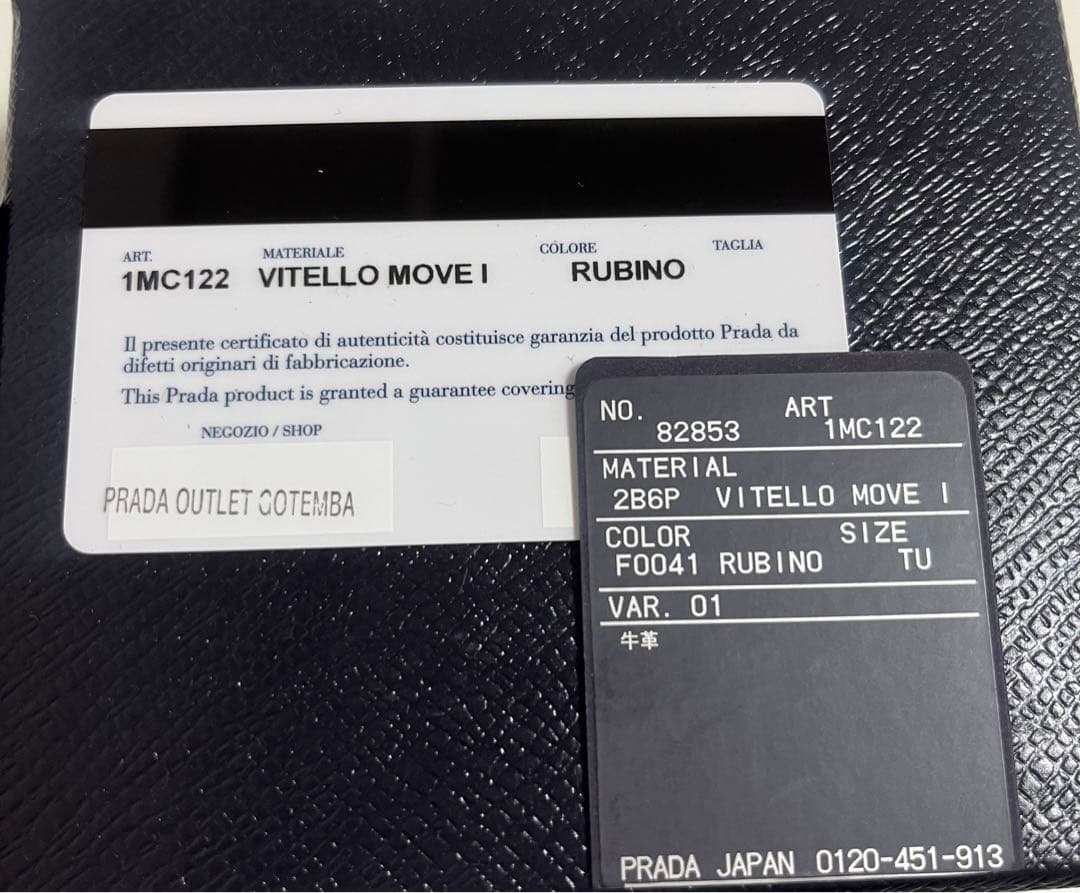 ART. MATERIALE COLORE TAGLIA
1MC122 VITELLO MOVE I RUBINO
Il presente certificato di autenticità costituisce garanzia del prodotto Prada da
difetti originari di fabbricazione.
This Prada product is granted a guarantee covering
NEGOZIO / SHOP
PRADA OUTLET GOTEMBA
NO. ART
82853 1MC122
MATERIAL
2B6P VITELLO MOVE I
COLOR SIZE
F0041 RUBINO TU
VAR. 01
牛革
PRADA JAPAN 0120-451-913